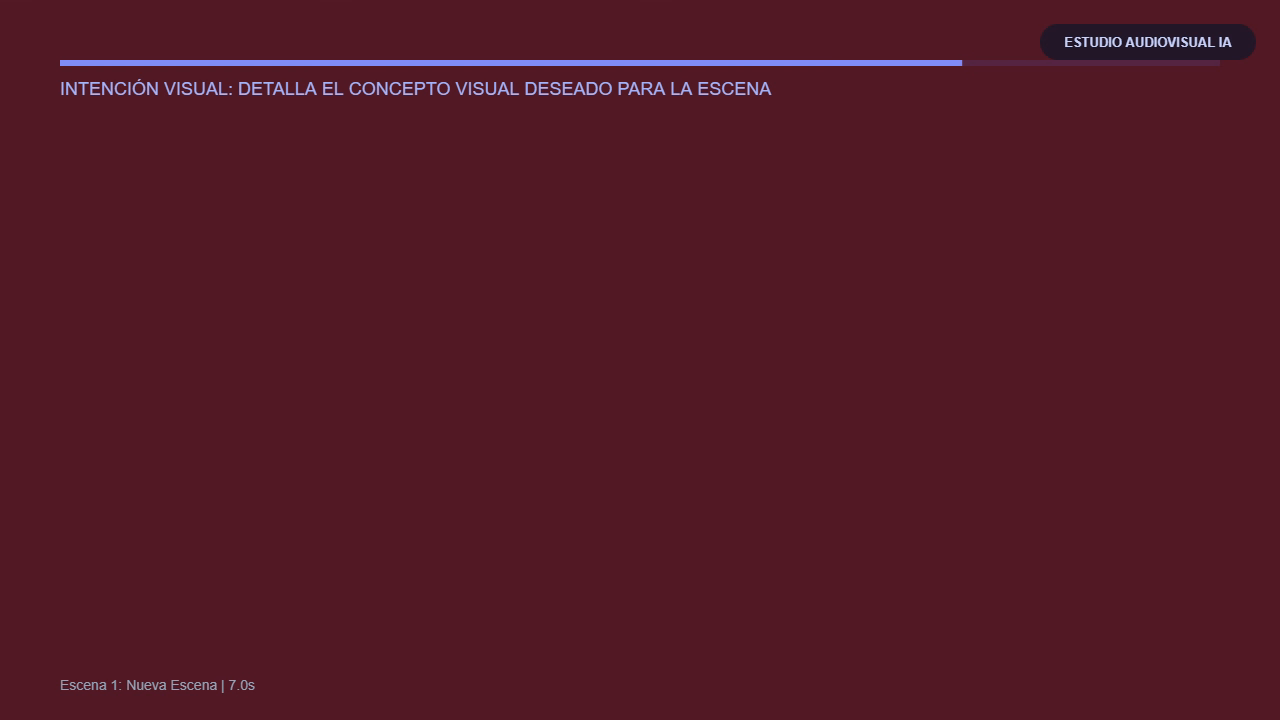 ESTUDIO AUDIOVISUAL IA
INTENCIÓN VISUAL: DETALLA EL CONCEPTO VISUAL DESEADO PARA LA ESCENA
Escena 1: Nueva Escena | 7.0s